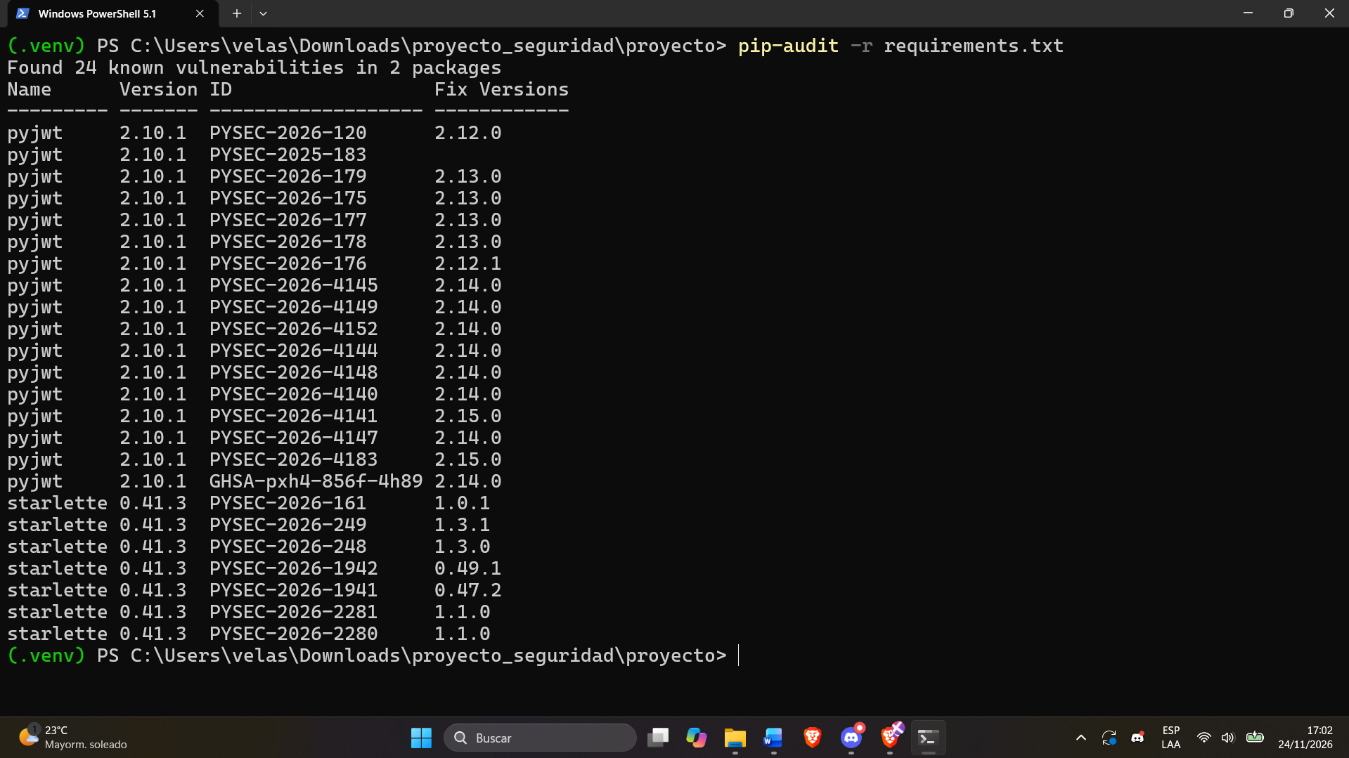 Windows PowerShell 5.1
(.venv) PS C:\Users\velas\Downloads\proyecto_seguridad\proyecto> pip-audit -r requirements.txt
Found 24 known vulnerabilities in 2 packages
Name      Version ID                  Fix Versions
--------- ------- ------------------- ------------
pyjwt     2.10.1  PYSEC-2026-120      2.12.0
pyjwt     2.10.1  PYSEC-2025-183
pyjwt     2.10.1  PYSEC-2026-179      2.13.0
pyjwt     2.10.1  PYSEC-2026-175      2.13.0
pyjwt     2.10.1  PYSEC-2026-177      2.13.0
pyjwt     2.10.1  PYSEC-2026-178      2.13.0
pyjwt     2.10.1  PYSEC-2026-176      2.12.1
pyjwt     2.10.1  PYSEC-2026-4145     2.14.0
pyjwt     2.10.1  PYSEC-2026-4149     2.14.0
pyjwt     2.10.1  PYSEC-2026-4152     2.14.0
pyjwt     2.10.1  PYSEC-2026-4144     2.14.0
pyjwt     2.10.1  PYSEC-2026-4148     2.14.0
pyjwt     2.10.1  PYSEC-2026-4140     2.14.0
pyjwt     2.10.1  PYSEC-2026-4141     2.15.0
pyjwt     2.10.1  PYSEC-2026-4147     2.14.0
pyjwt     2.10.1  PYSEC-2026-4183     2.15.0
pyjwt     2.10.1  GHSA-pxh4-856f-4h89 2.14.0
starlette 0.41.3  PYSEC-2026-161      1.0.1
starlette 0.41.3  PYSEC-2026-249      1.3.1
starlette 0.41.3  PYSEC-2026-248      1.3.0
starlette 0.41.3  PYSEC-2026-1942     0.49.1
starlette 0.41.3  PYSEC-2026-1941     0.47.2
starlette 0.41.3  PYSEC-2026-2281     1.1.0
starlette 0.41.3  PYSEC-2026-2280     1.1.0
(.venv) PS C:\Users\velas\Downloads\proyecto_seguridad\proyecto>
1
23°C
Mayorm. soleado
Buscar
ESP
LAA
17:02
24/11/2026